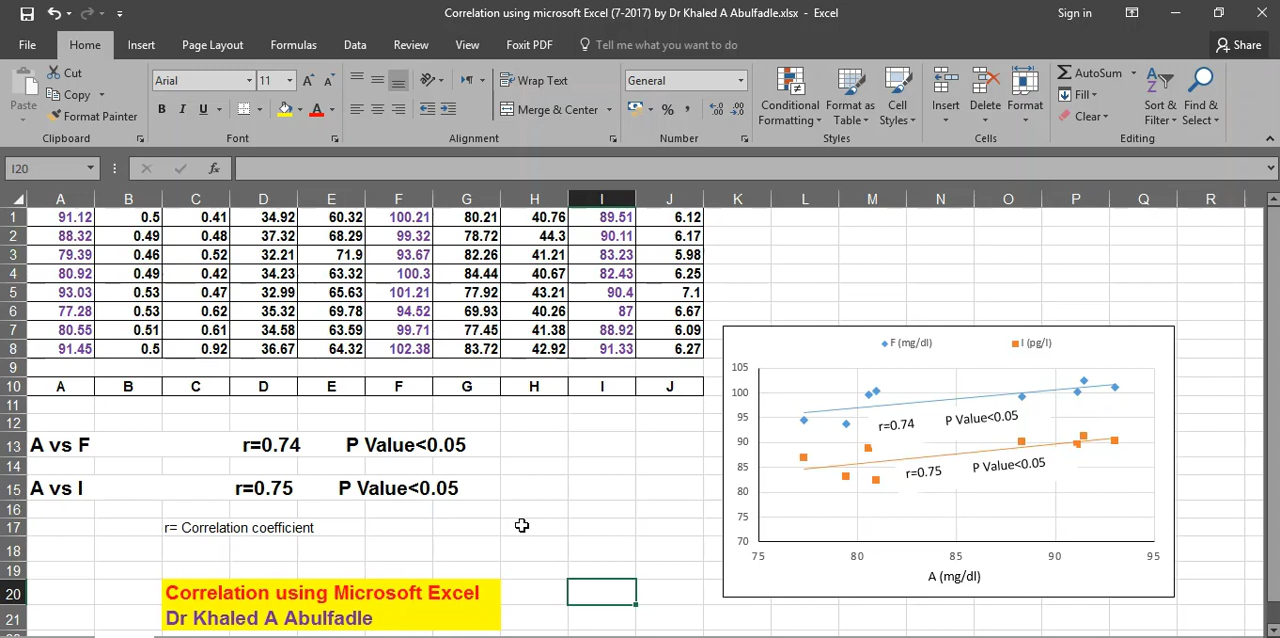 Correlation using microsoft Excel (7-2017) by Dr Khaled A Abulfadle.xlsx - Excel
Sign in
File Home Insert Page Layout Formulas Data Review View Foxit PDF Tell me what you want to do Share
Paste
Cut
Copy
Format Painter
Arial 11
B I U
Wrap Text
Merge & Center
General
%
Conditional Formatting
Format as Table
Cell Styles
Insert Delete Format
AutoSum
Fill
Clear
Sort & Filter
Find & Select
Clipboard Font Alignment Number Styles Cells Editing
I20 fx
A B C D E F G H I J K L M N O P Q R
1 91.12 0.5 0.41 34.92 60.32 100.21 80.21 40.76 89.51 6.12
2 88.32 0.49 0.48 37.32 68.29 99.32 78.72 44.3 90.11 6.17
3 79.39 0.46 0.52 32.21 71.9 93.67 82.26 41.21 83.23 5.98
4 80.92 0.49 0.42 34.23 63.32 100.3 84.44 40.67 82.43 6.25
5 93.03 0.53 0.47 32.99 65.63 101.21 77.92 43.21 90.4 7.1
6 77.28 0.53 0.62 35.32 69.78 94.52 69.93 40.26 87 6.67
7 80.55 0.51 0.61 34.58 63.59 99.71 77.45 41.38 88.92 6.09
8 91.45 0.5 0.92 36.67 64.32 102.38 83.72 42.92 91.33 6.27
9
10 A B C D E F G H I J
11
12
13 A vs F r=0.74 P Value<0.05
14
15 A vs I r=0.75 P Value<0.05
16
17 r= Correlation coefficient
18
19
20 Correlation using Microsoft Excel
21 Dr Khaled A Abulfadle
F (mg/dl) I (pg/l)
105
100
95
90
85
80
75
70
r=0.74 P Value<0.05
r=0.75 P Value<0.05
75 80 85 90 95
A (mg/dl)